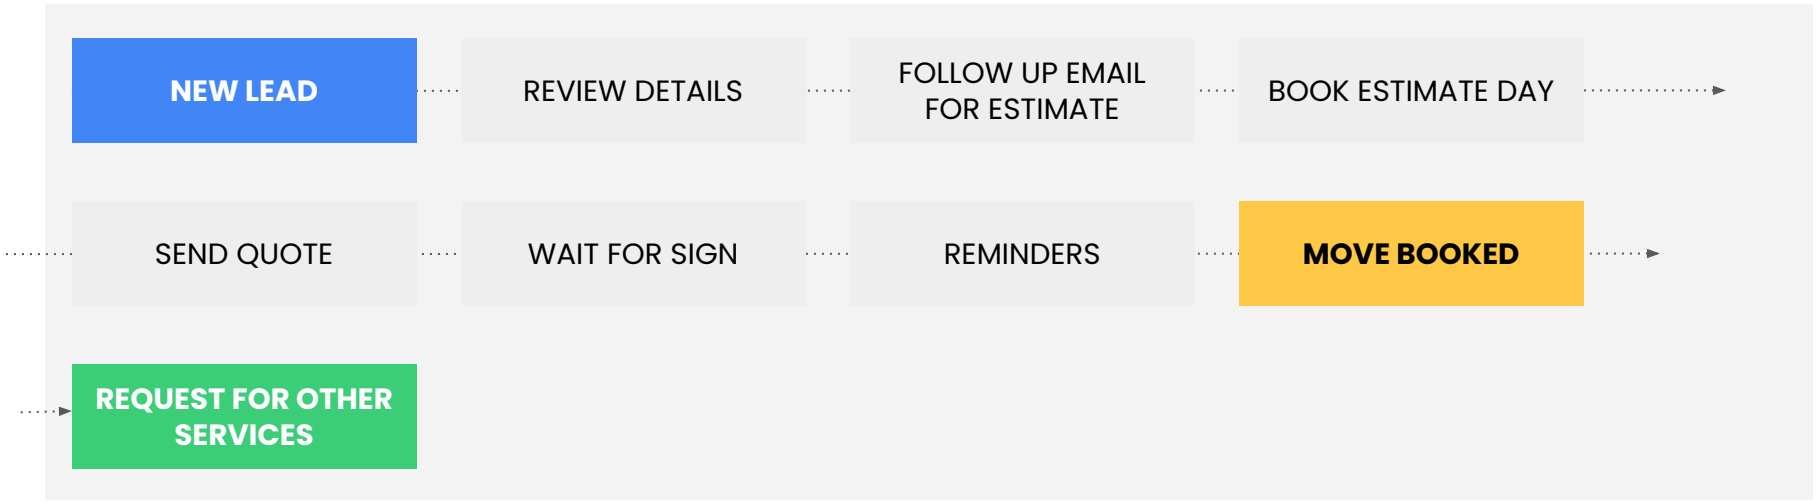 NEW LEAD
REVIEW DETAILS
FOLLOW UP EMAIL
FOR ESTIMATE
BOOK ESTIMATE DAY
SEND QUOTE
WAIT FOR SIGN
REMINDERS
MOVE BOOKED
REQUEST FOR OTHER
SERVICES